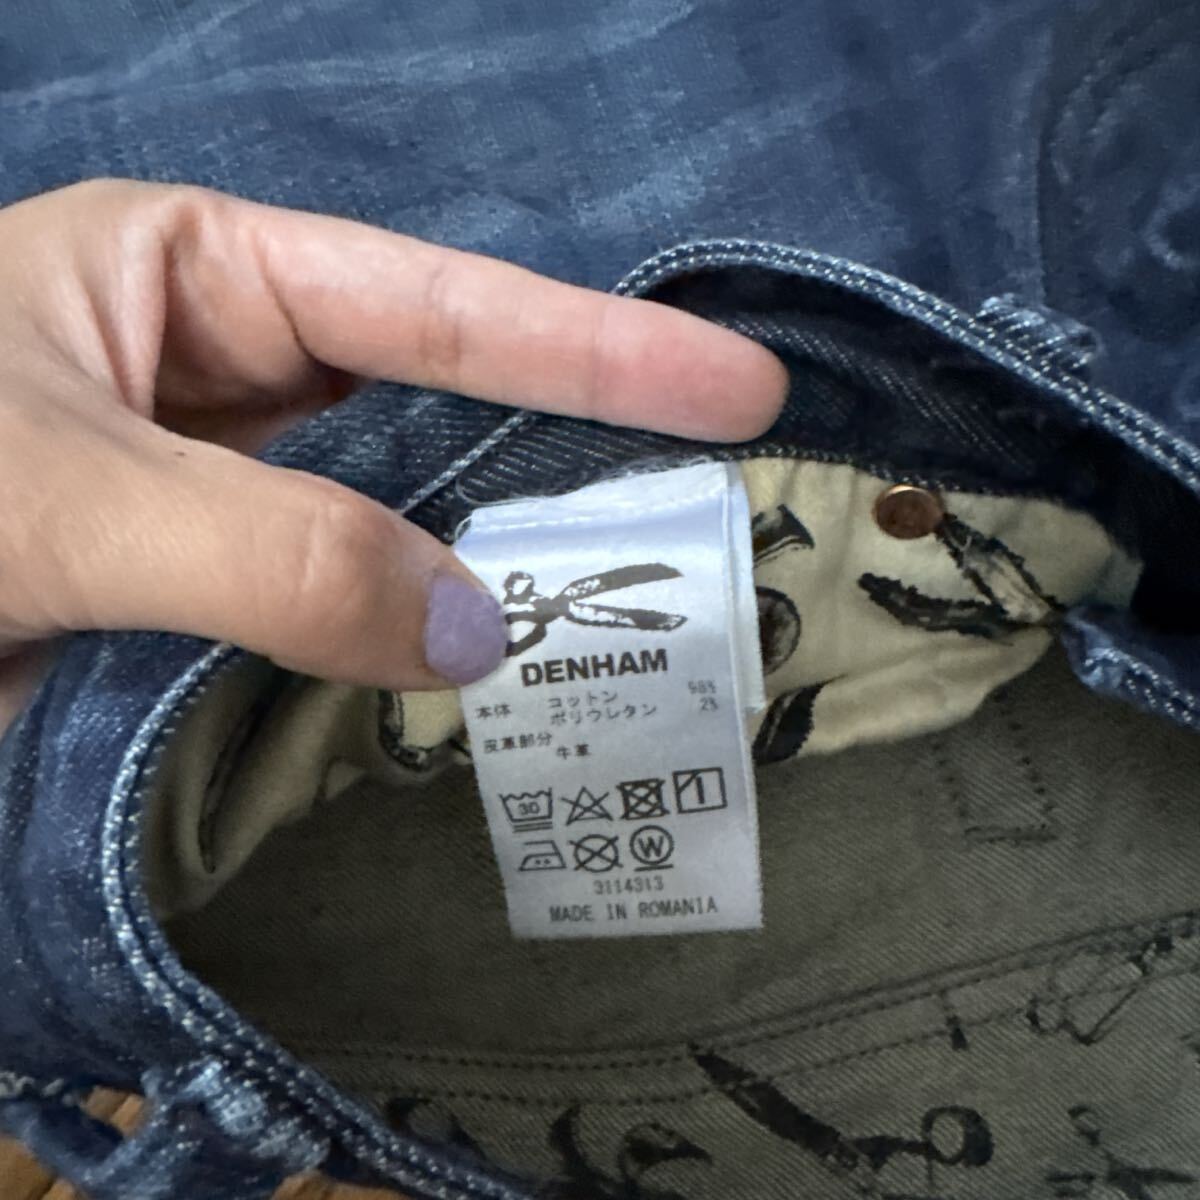 DENHAM
本体 コットン 98%
ポリウレタン 2%
皮革部分 牛革
30
W
3114313
MADE IN ROMANIA